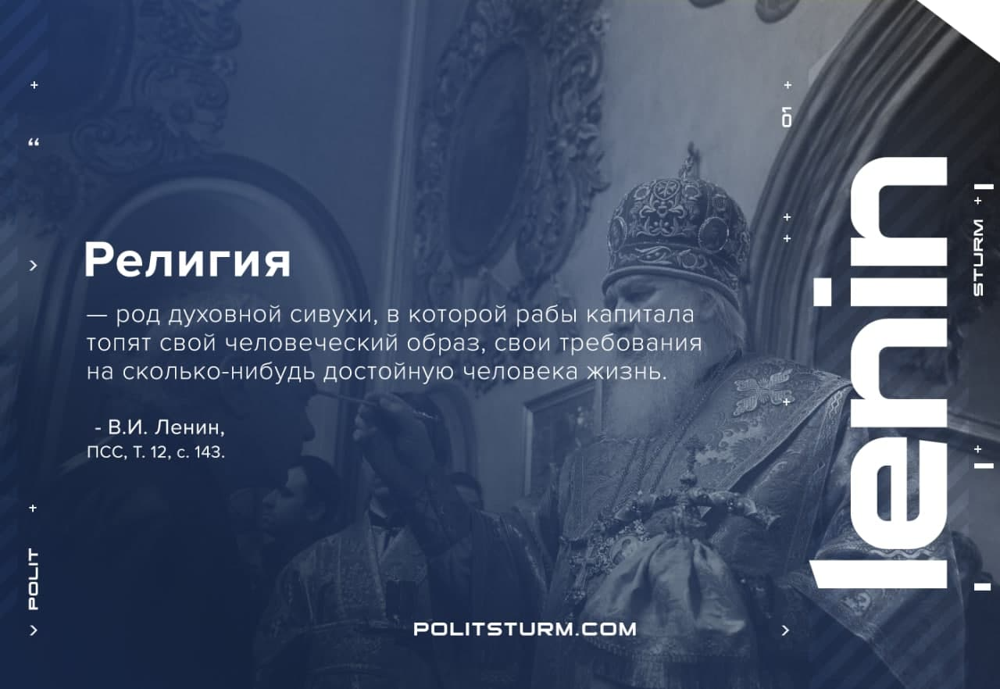 “
Религия
— род духовной сивухи, в которой рабы капитала
топят свой человеческий образ, свои требования
на сколько-нибудь достойную человека жизнь.
- В.И. Ленин,
ПСС, Т. 12, с. 143.
POLIT
POLITSTURM.COM
01
lenin
STURM